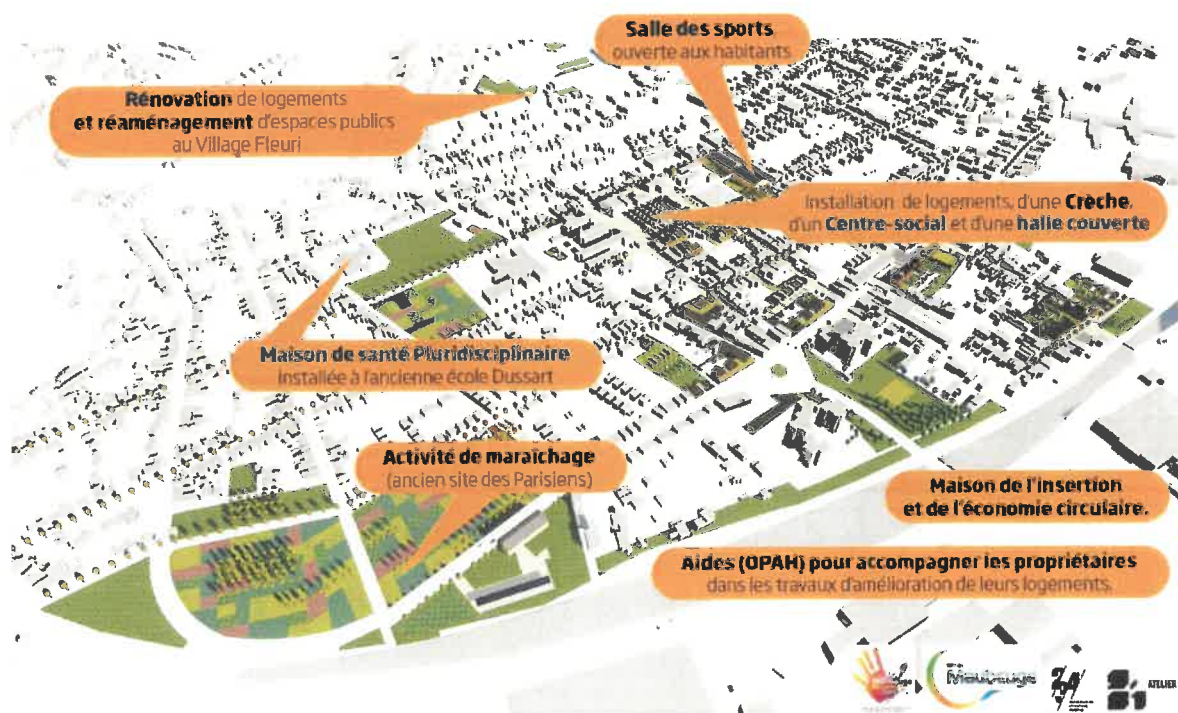 Salle des sports
ouverte aux habitants
Rénovation de logements
et réaménagement d'espaces publics
au Village Fleuri
Installation de logements, d'une Crèche,
d'un Centre-social et d'une halle couverte
Maison de santé Pluridisciplinaire
installée à l'ancienne école Dussart
Activité de maraîchage
(ancien site des Parisiens)
Maison de l'insertion
et de l'économie circulaire.
Aides (OPAH) pour accompagner les propriétaires
dans les travaux d'amélioration de leurs logements.
Maubeuge
ATELIER